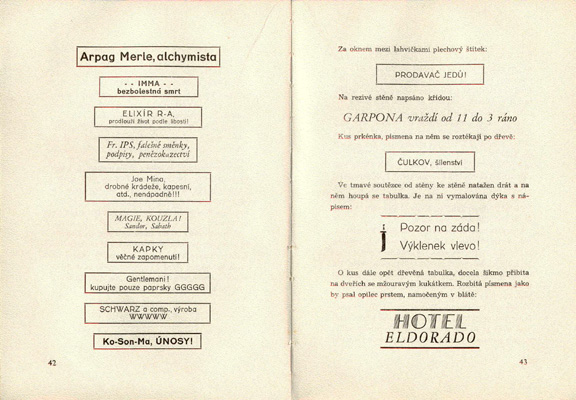 Arpag Merle, alchymista
- - IMMA - -
bezbolestná smrt
ELIXÍR R-A,
prodlouží život podle libosti!
Fr. IPS, falešné směnky,
podpisy, penězokazectví
Joe Mina,
drobné krádeže, kapesní,
atd., nenápadně!!!
MAGIE, KOUZLA!
Sandor, Sabath
KAPKY
věčné zapomenutí!
Gentlemani!
kupujte pouze paprsky GGGGG
SCHWARZ a comp., výroba
WWWWW
Ko-Son-Ma, ÚNOSY!
42
Za oknem mezi lahvičkami plechový štítek:
PRODAVAČ JEDŮ!
Na rezivé stěně napsáno křídou:
GARPONA vraždí od 11 do 3 ráno
Kus prkénka, písmena na něm se roztékají po dřevě:
ČULKOV, šílenství
Ve tmavé soutězce od stěny ke stěně natažen drát a na
něm houpá se tabulka. Je na ní vymalována dýka s ná-
pisem:
Pozor na záda!
Výklenek vlevo!
O kus dále opět dřevěná tabulka, docela šikmo přibita
na dveřích se mžouravým kukátkem. Rozbitá písmena jako
by psal opilec prstem, namočeným v blátě:
HOTEL
ELDORADO
43